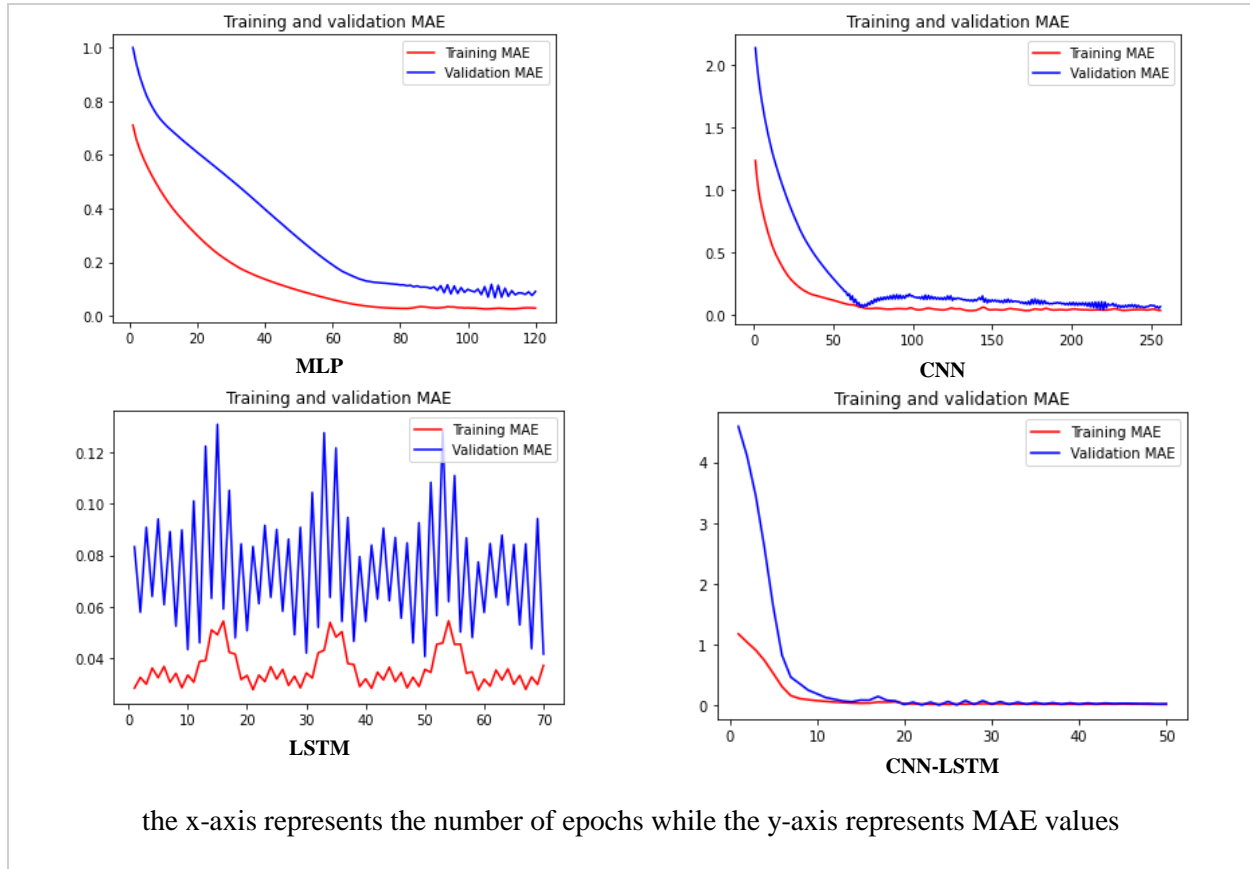 Training and validation MAE
Training MAE
Validation MAE
1.0
0.8
0.6
0.4
0.2
0.0
0 20 40 60 80 100 120
MLP
Training and validation MAE
Training MAE
Validation MAE
2.0
1.5
1.0
0.5
0.0
0 50 100 150 200 250
CNN
Training and validation MAE
Training MAE
Validation MAE
0.12
0.10
0.08
0.06
0.04
0 10 20 30 40 50 60 70
LSTM
Training and validation MAE
Training MAE
Validation MAE
4
3
2
1
0
0 10 20 30 40 50
CNN-LSTM
the x-axis represents the number of epochs while the y-axis represents MAE values